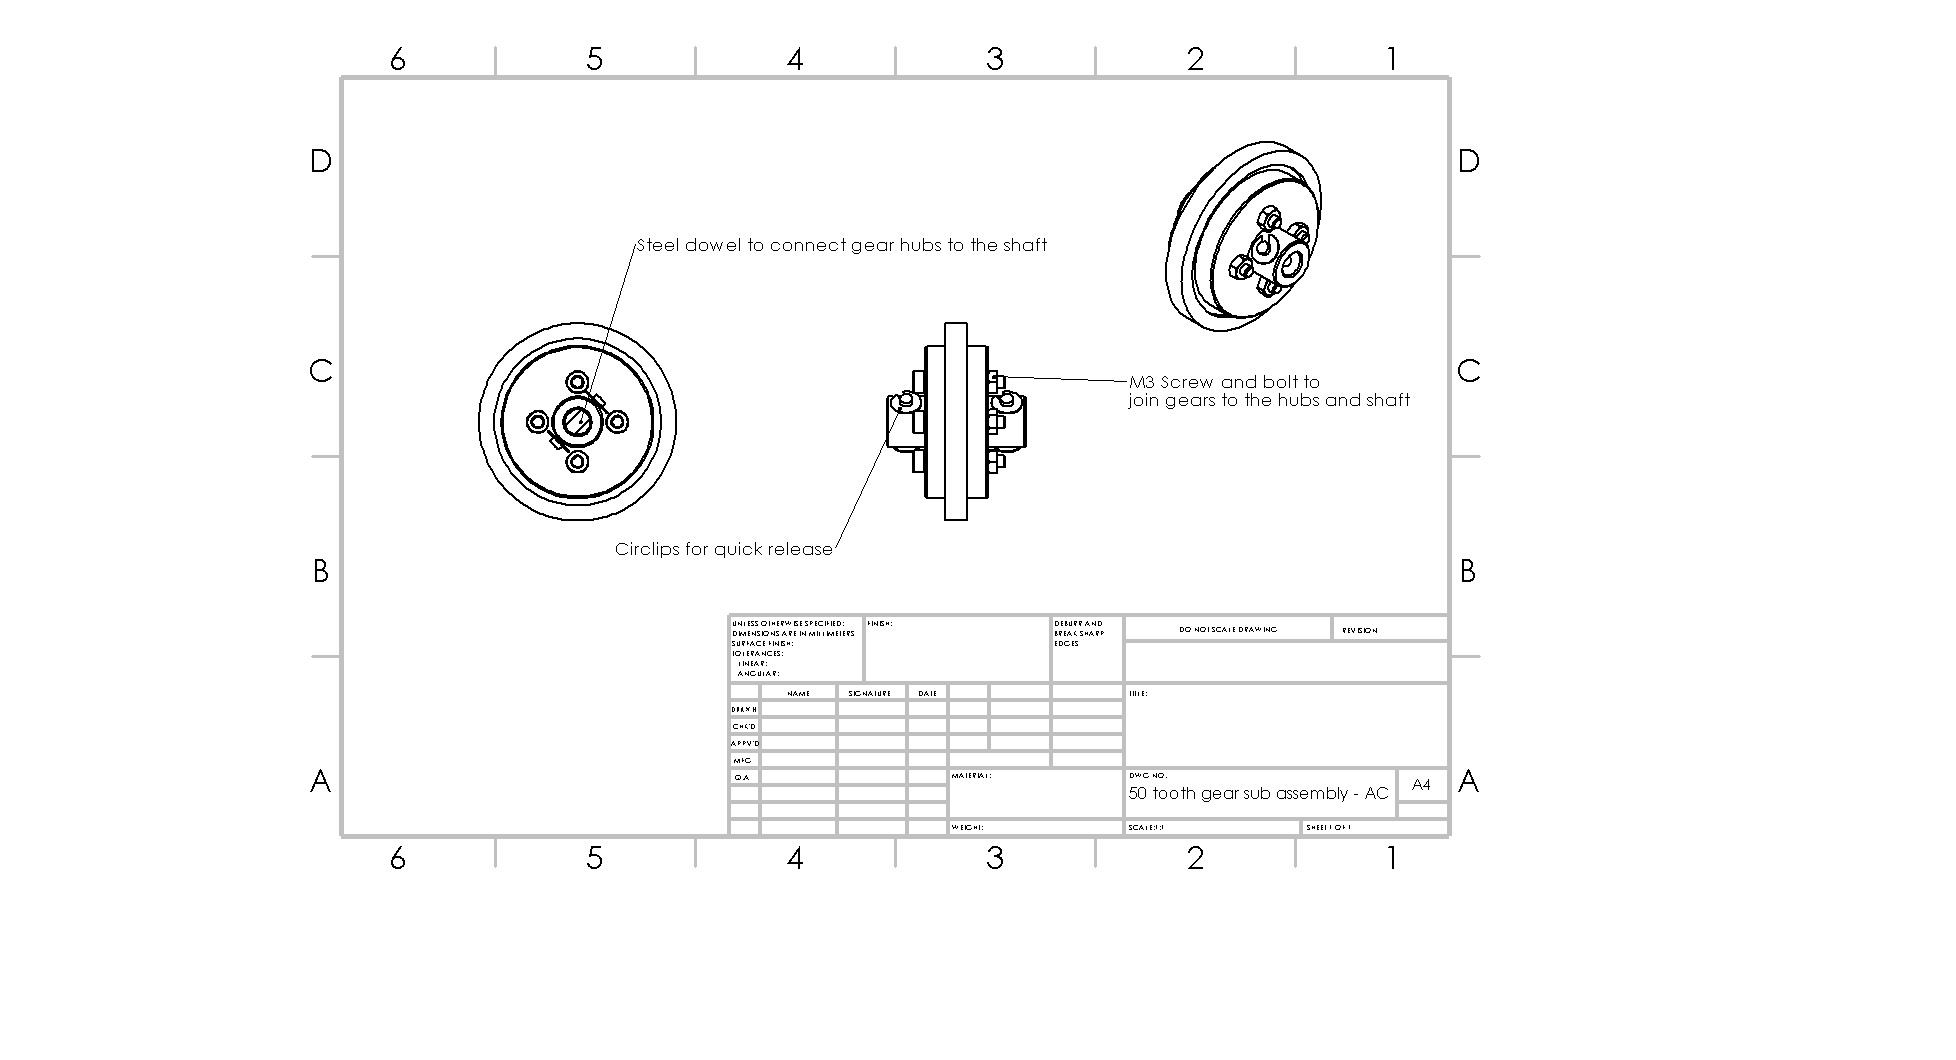 6 5 4 3 2 1
D D
Steel dowel to connect gear hubs to the shaft
C C
M3 Screw and bolt to
join gears to the hubs and shaft
Circlips for quick release
B B
UNLESS OTHERWISE SPECIFIED:
DIMENSIONS ARE IN MILLIMETERS
SURFACE FINISH:
TOLERANCES:
LINEAR:
ANGULAR:
FINISH:
DEBURR AND
BREAK SHARP
EDGES
DO NOT SCALE DRAWING
REVISION
NAME SIGNATURE DATE
TITLE:
DRAWN
CHK'D
APPV'D
MFG
Q.A
MATERIAL:
DWG NO.
50 tooth gear sub assembly - AC
A4
A A
WEIGHT:
SCALE:1:1
SHEET 1 OF 1
6 5 4 3 2 1